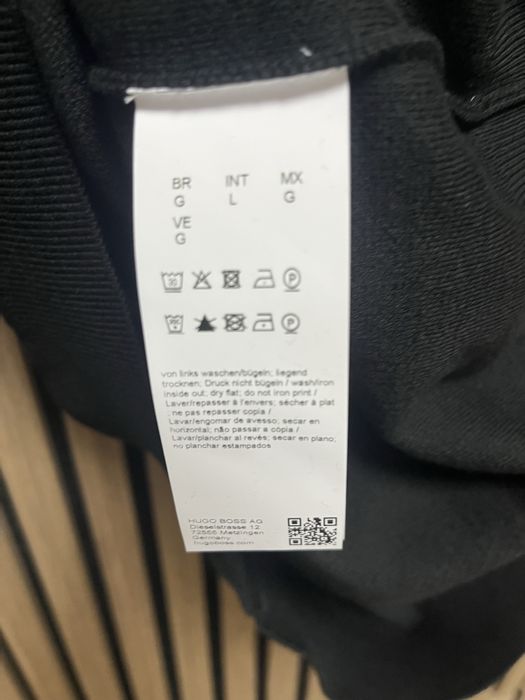 BR INT MX
G L G
VE
G
von links waschen/bügeln; liegend
trocknen; Druck nicht bügeln / wash/iron
inside out; dry flat; do not iron print /
Laver/repasser à l'envers; sécher à plat
; ne pas repasser copia /
Lavar/engomar de avesso; secar en
horizontal; não passar a cópia /
Lavar/planchar al revés; secar en plano;
no planchar estampados
HUGO BOSS AG
Dieselstrasse 12
72555 Metzingen
Germany
hugoboss.com